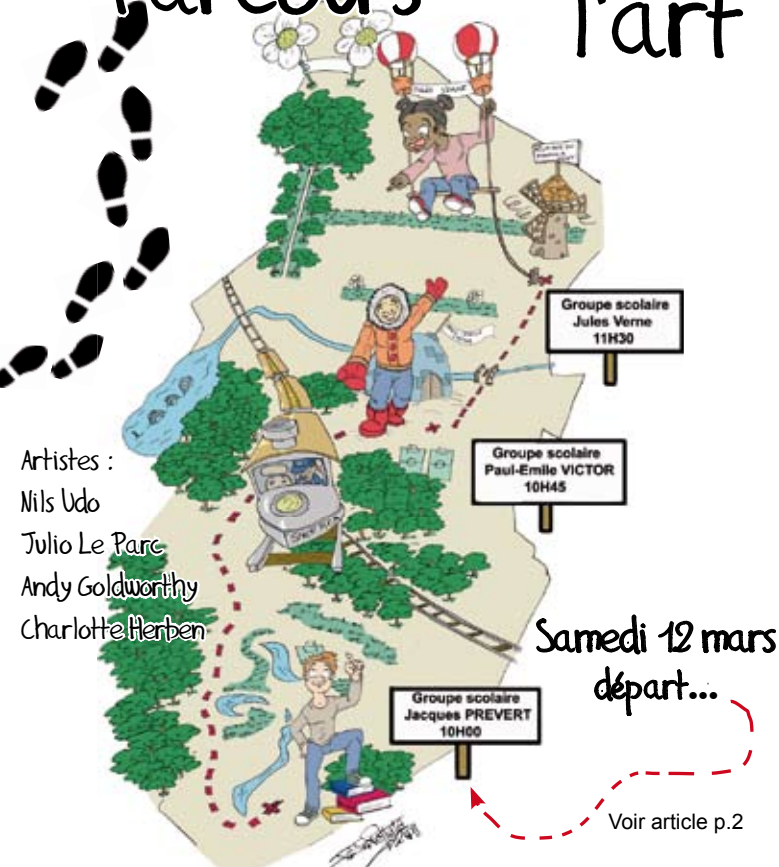 Parcours
l'art
Groupe scolaire
Jules Verne
11H30
Groupe scolaire
Paul-Emile VICTOR
10H45
Artistes :
Nils Udo
Julio Le Parc
Andy Goldworthy
Charlotte Herben
Samedi 12 mars
départ...
Groupe scolaire
Jacques PREVERT
10H00
Voir article p.2